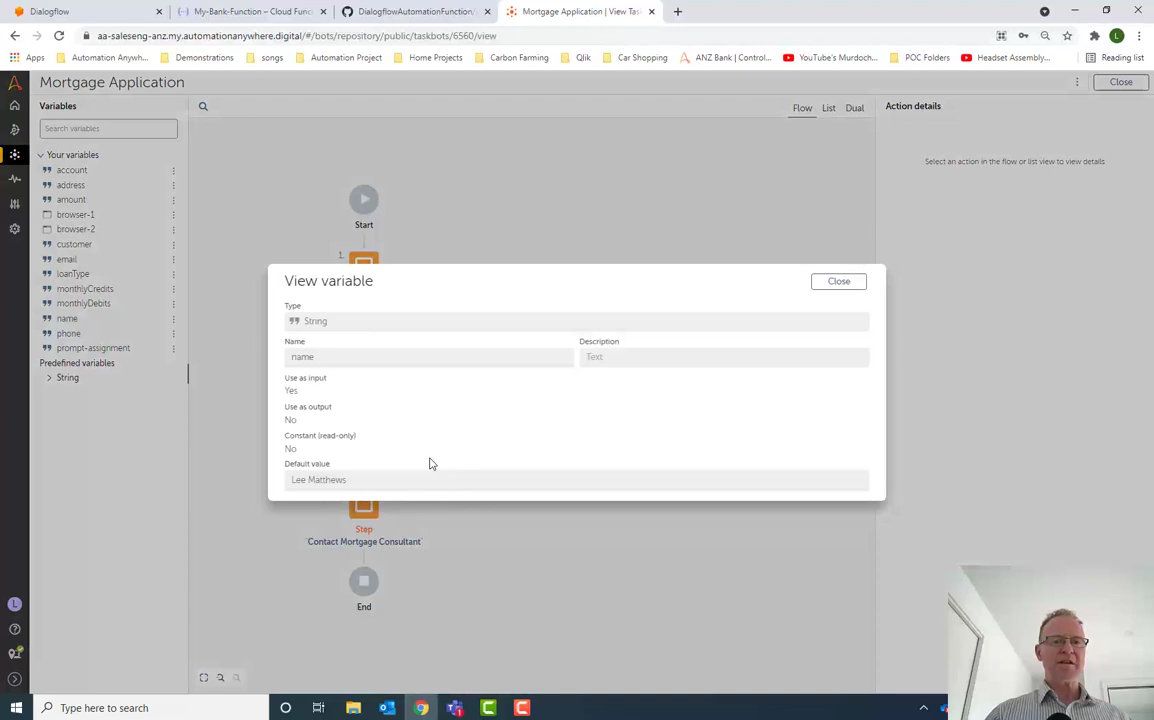 Dialogflow
My-Bank-Function – Cloud Func
DialogflowAutomationFunction/
Mortgage Application | View Task
aa-saleseng-anz.my.automationanywhere.digital/#/bots/repository/public/taskbots/6560/view
Apps
Automation Anywh...
Demonstrations
songs
Automation Project
Home Projects
Carbon Farming
Qlik
Car Shopping
ANZ Bank | Control...
YouTube's Murdoch...
POC Folders
Headset Assembly...
Reading list
Mortgage Application
Close
Variables
Flow
List
Dual
Action details
Search variables
Select an action in the flow or list view to view details
Your variables
account
address
amount
browser-1
browser-2
customer
email
loanType
monthlyCredits
monthlyDebits
name
phone
prompt-assignment
Predefined variables
String
Start
1.
View variable
Close
Type
String
Name
name
Description
Text
Use as input
Yes
Use as output
No
Constant (read-only)
No
Default value
Lee Matthews
Step
"Contact Mortgage Consultant"
End
L
Type here to search